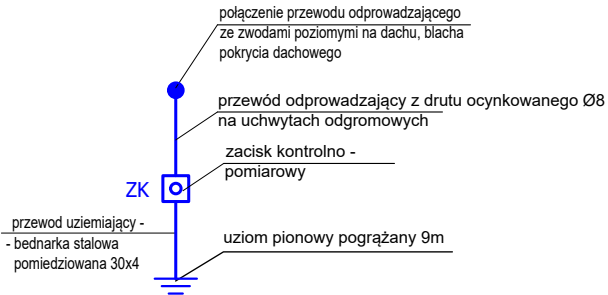 połączenie przewodu odprowadzającego
ze zwodami poziomymi na dachu, blacha
pokrycia dachowego
przewód odprowadzający z drutu ocynkowanego Ø8
na uchwytach odgromowych
zacisk kontrolno -
pomiarowy
ZK
przewod uziemiający -
- bednarka stalowa
pomiedziowana 30x4
uziom pionowy pogrążany 9m